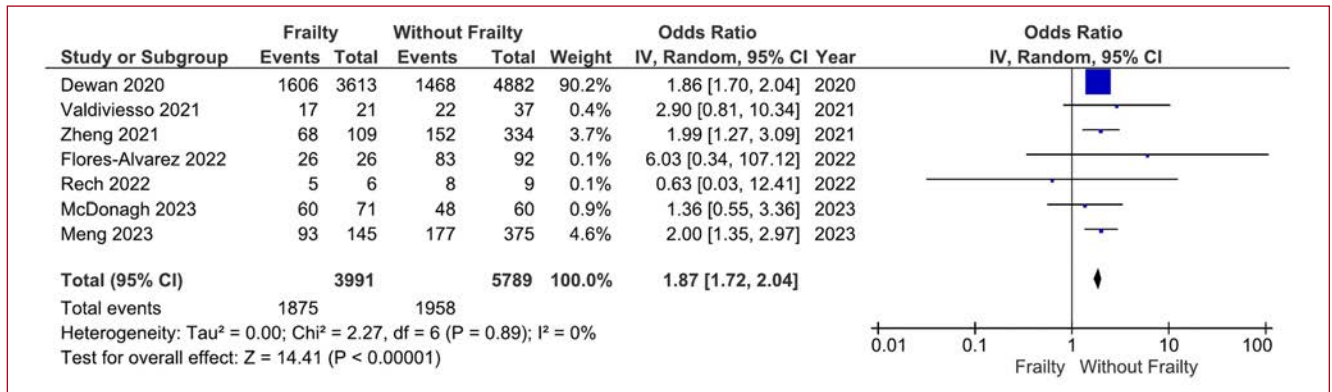 Frailty Without Frailty Odds Ratio Odds Ratio
Study or Subgroup Events Total Events Total Weight IV, Random, 95% CI Year IV, Random, 95% CI
Dewan 2020 1606 3613 1468 4882 90.2% 1.86 [1.70, 2.04] 2020
Valdiviesso 2021 17 21 22 37 0.4% 2.90 [0.81, 10.34] 2021
Zheng 2021 68 109 152 334 3.7% 1.99 [1.27, 3.09] 2021
Flores-Alvarez 2022 26 26 83 92 0.1% 6.03 [0.34, 107.12] 2022
Rech 2022 5 6 8 9 0.1% 0.63 [0.03, 12.41] 2022
McDonagh 2023 60 71 48 60 0.9% 1.36 [0.55, 3.36] 2023
Meng 2023 93 145 177 375 4.6% 2.00 [1.35, 2.97] 2023
Total (95% CI) 3991 5789 100.0% 1.87 [1.72, 2.04]
Total events 1875 1958
Heterogeneity: Tau² = 0.00; Chi² = 2.27, df = 6 (P = 0.89); I² = 0%
Test for overall effect: Z = 14.41 (P < 0.00001)
0.01 0.1 1 10 100
Frailty Without Frailty